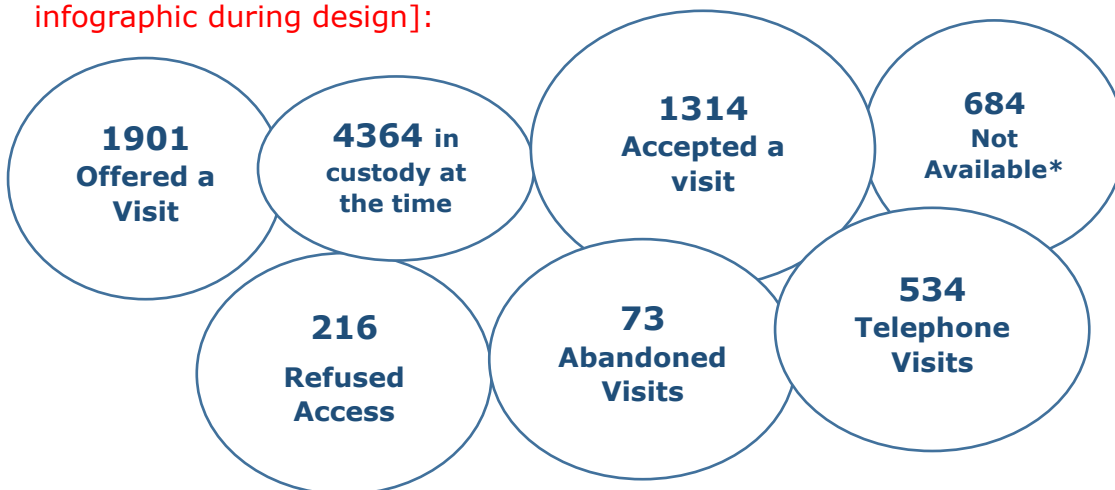 infographic during design]:
1901
Offered a
Visit
4364 in
custody at
the time
1314
Accepted a
visit
684
Not
Available*
216
Refused
Access
73
Abandoned
Visits
534
Telephone
Visits